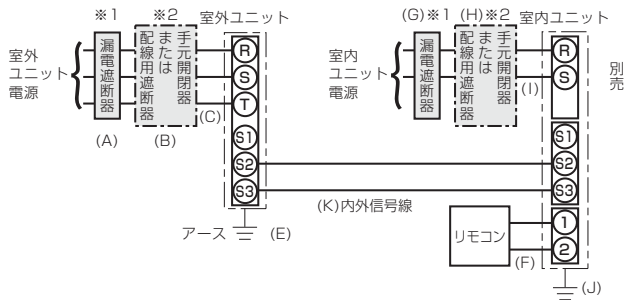 ※1
※2
室外ユニット
室外
ユニット
電源
漏電遮断器
手元開閉器
または
配線用遮断器
(A)
(B)
(C)
R
S
T
S1
S2
S3
アース
(E)
(K)内外信号線
(G)※1
(H)※2
室内ユニット
室内
ユニット
電源
漏電遮断器
手元開閉器
または
配線用遮断器
(I)
R
S
別売
S1
S2
S3
リモコン
(F)
1
2
(J)